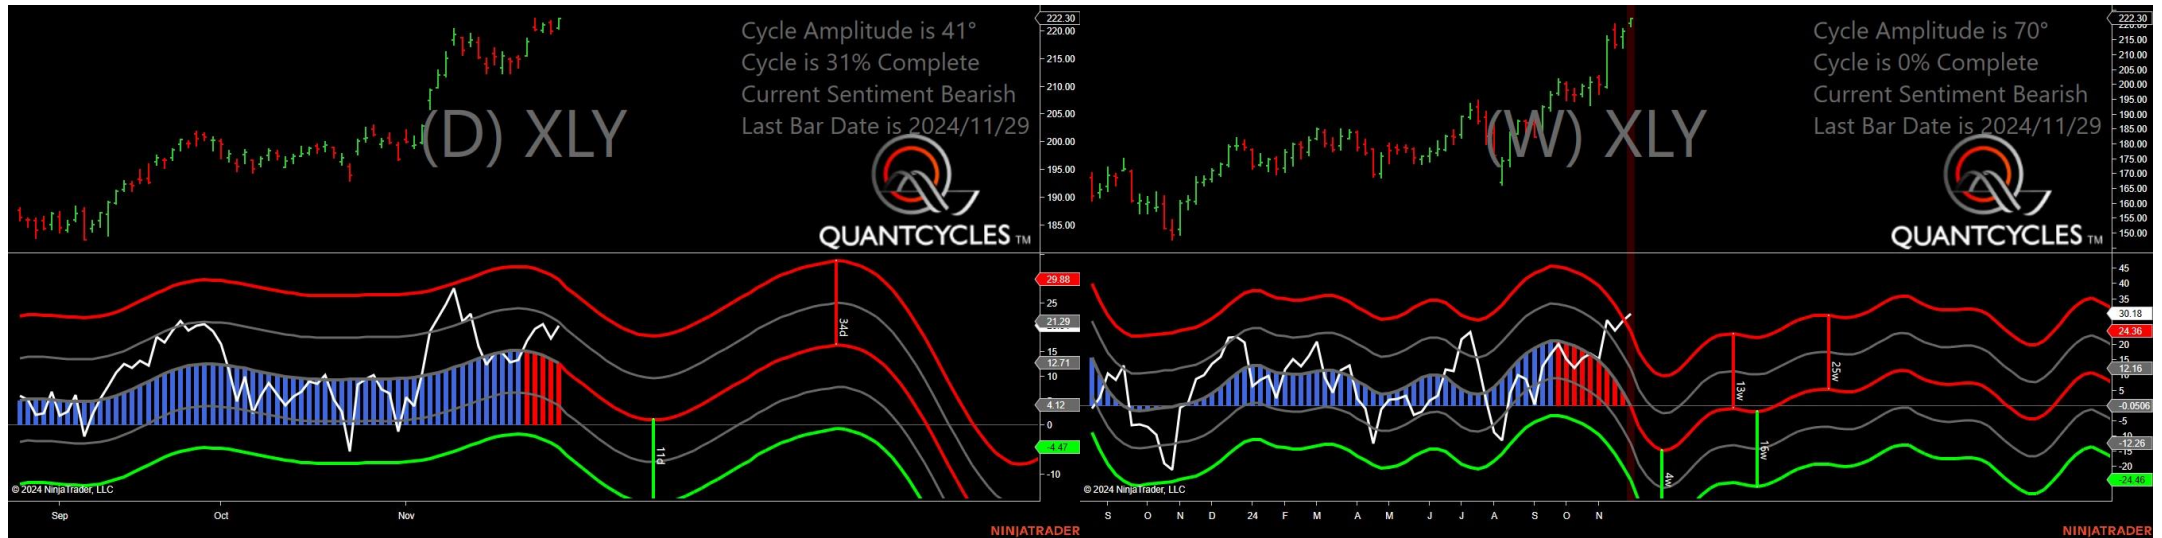 Cycle Amplitude is 41°
Cycle is 31% Complete
Current Sentiment Bearish
Last Bar Date is 2024/11/29
(D) XLY
QUANTCYCLES TM
222.30
220.00
215.00
210.00
205.00
200.00
195.00
190.00
185.00
29.88
25
21.29
15
12.71
10
4.12
0
-4.47
-10
34d
11d
© 2024 NinjaTrader, LLC
Sep
Oct
Nov
NINJATRADER
Cycle Amplitude is 70°
Cycle is 0% Complete
Current Sentiment Bearish
Last Bar Date is 2024/11/29
(W) XLY
QUANTCYCLES TM
222.30
215.00
210.00
205.00
200.00
195.00
190.00
185.00
180.00
175.00
170.00
165.00
160.00
155.00
150.00
45
40
35
30.18
24.36
20
15
12.16
5
-0.0506
-5
-12.26
-15
-20
-24.46
13w
25w
16w
4w
© 2024 NinjaTrader, LLC
S O N D 24 F M A M J J A S O N
NINJATRADER